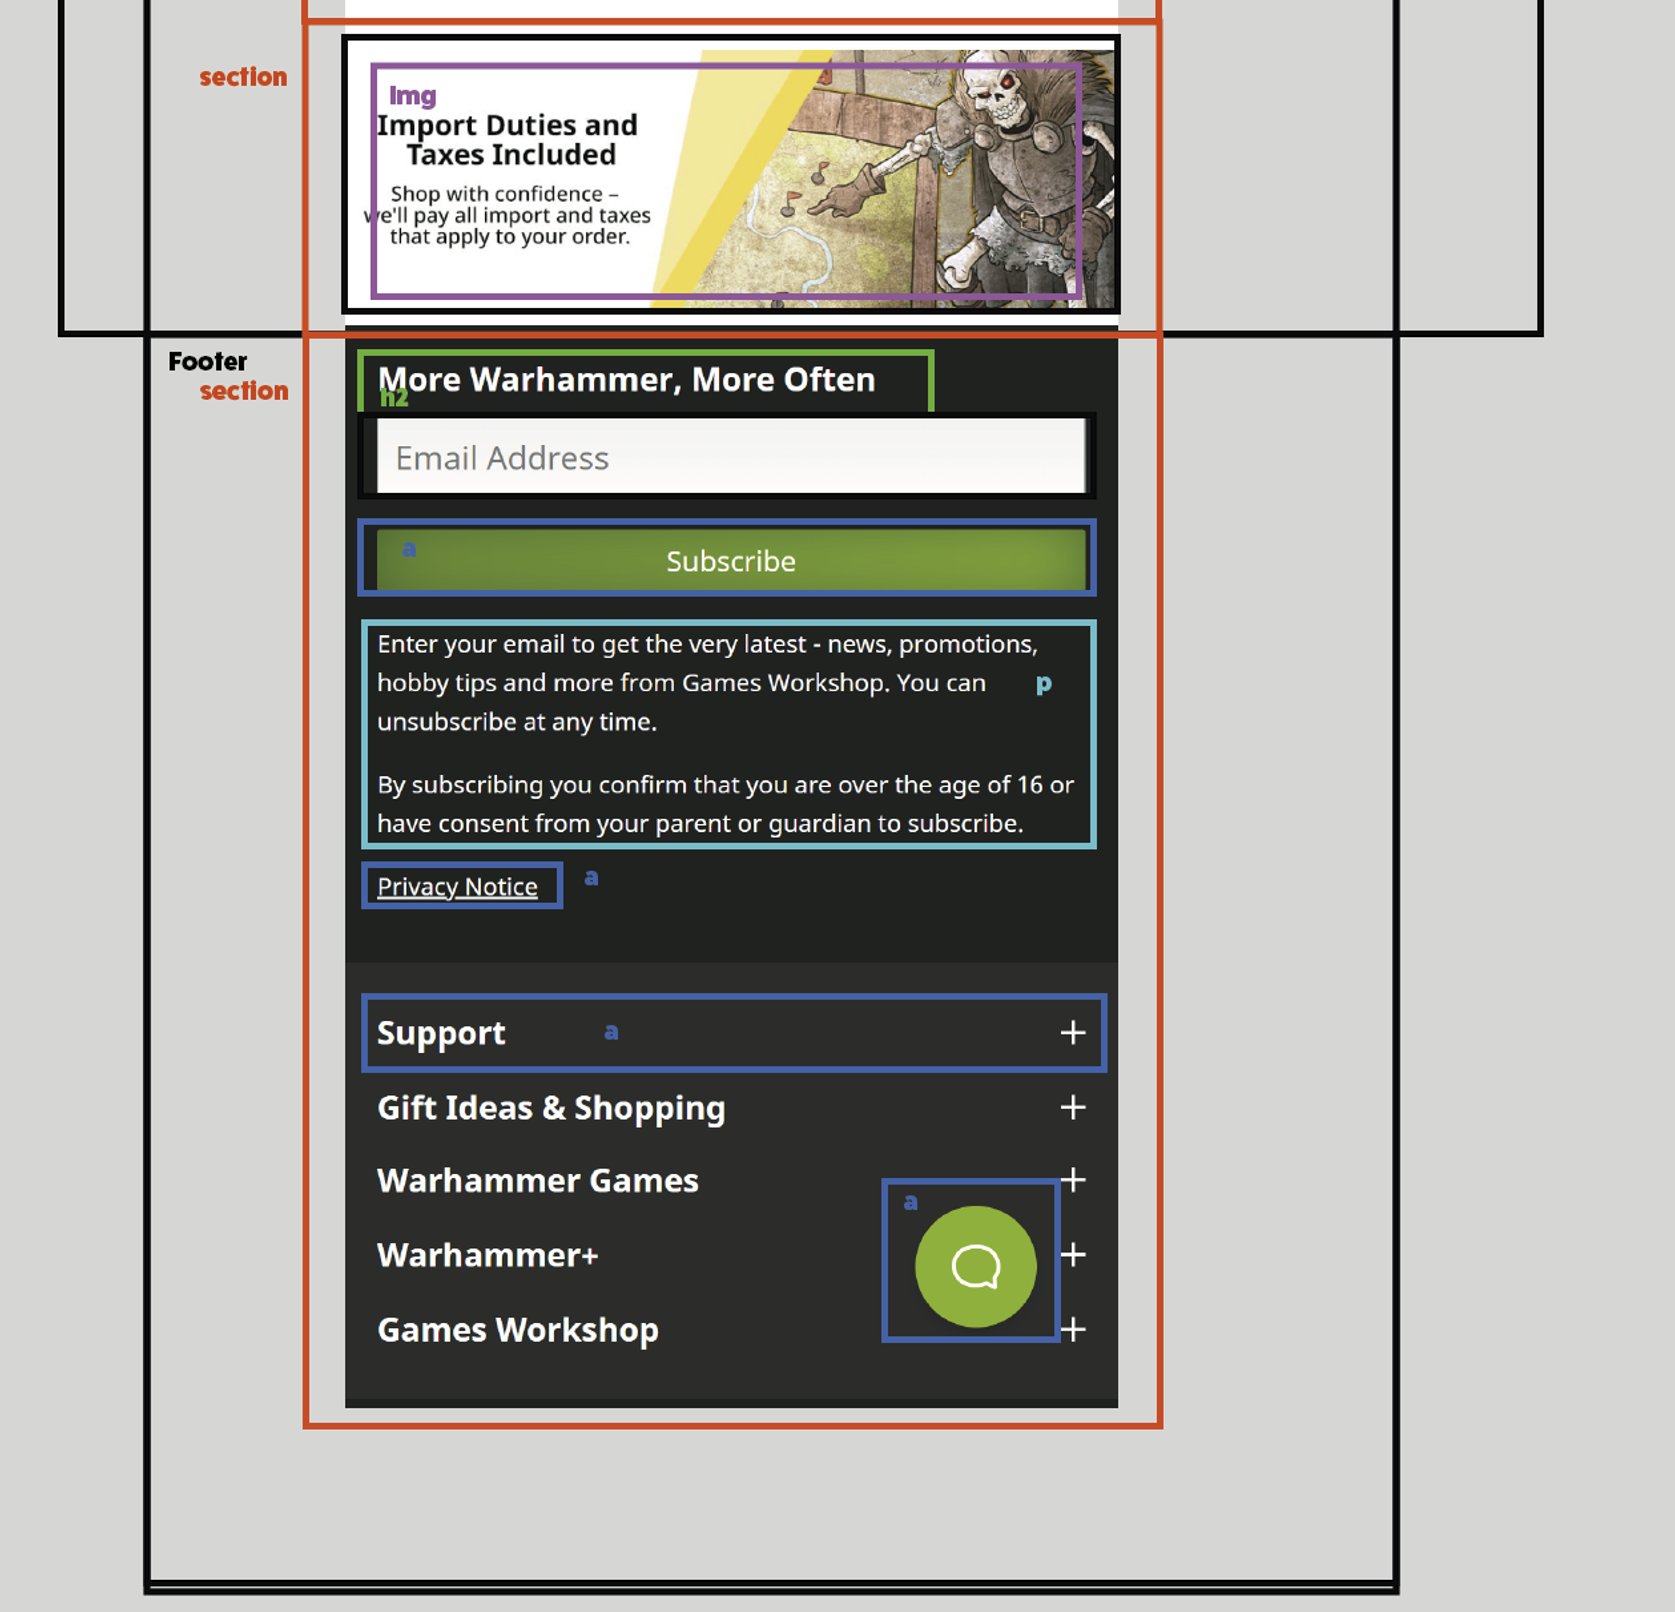 section
Img
Import Duties and
Taxes Included
Shop with confidence –
we'll pay all import and taxes
that apply to your order.
Footer
section
More Warhammer, More Often
h2
Email Address
a
Subscribe
Enter your email to get the very latest - news, promotions,
hobby tips and more from Games Workshop. You can
p
unsubscribe at any time.
By subscribing you confirm that you are over the age of 16 or
have consent from your parent or guardian to subscribe.
Privacy Notice
a
Support
a
+
Gift Ideas & Shopping
+
Warhammer Games
+
a
Warhammer+
+
Games Workshop
+